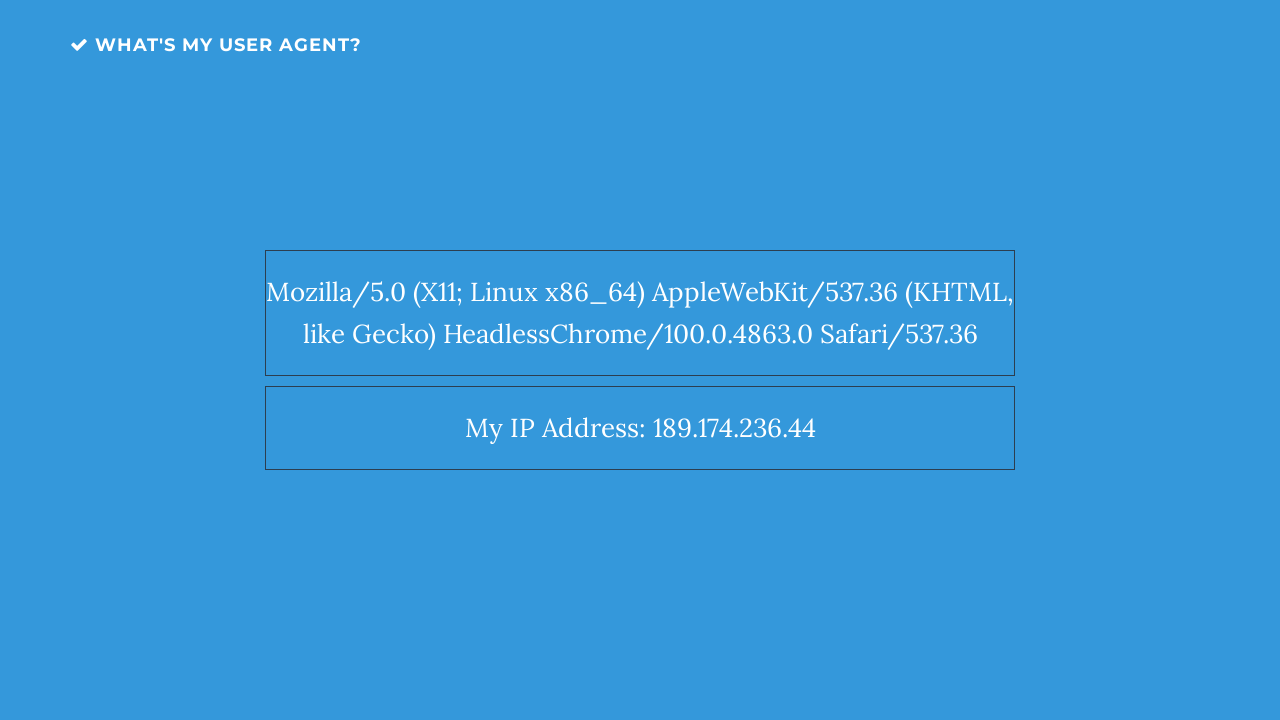 WHAT'S MY USER AGENT?
Mozilla/5.0 (X11; Linux x86_64) AppleWebKit/537.36 (KHTML,
like Gecko) HeadlessChrome/100.0.4863.0 Safari/537.36
My IP Address: 189.174.236.44